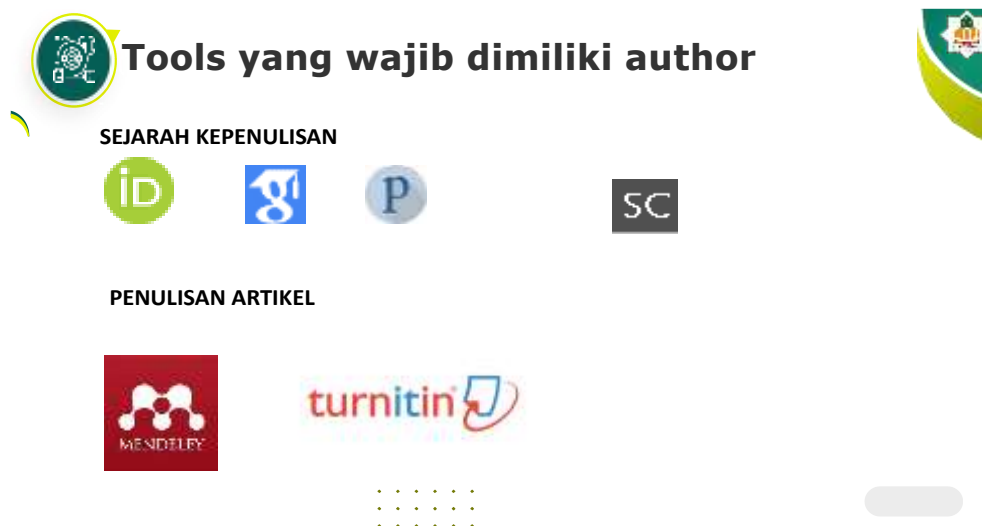 Tools yang wajib dimiliki author
SEJARAH KEPENULISAN
iD g P SC
PENULISAN ARTIKEL
MENDELEY
turnitin